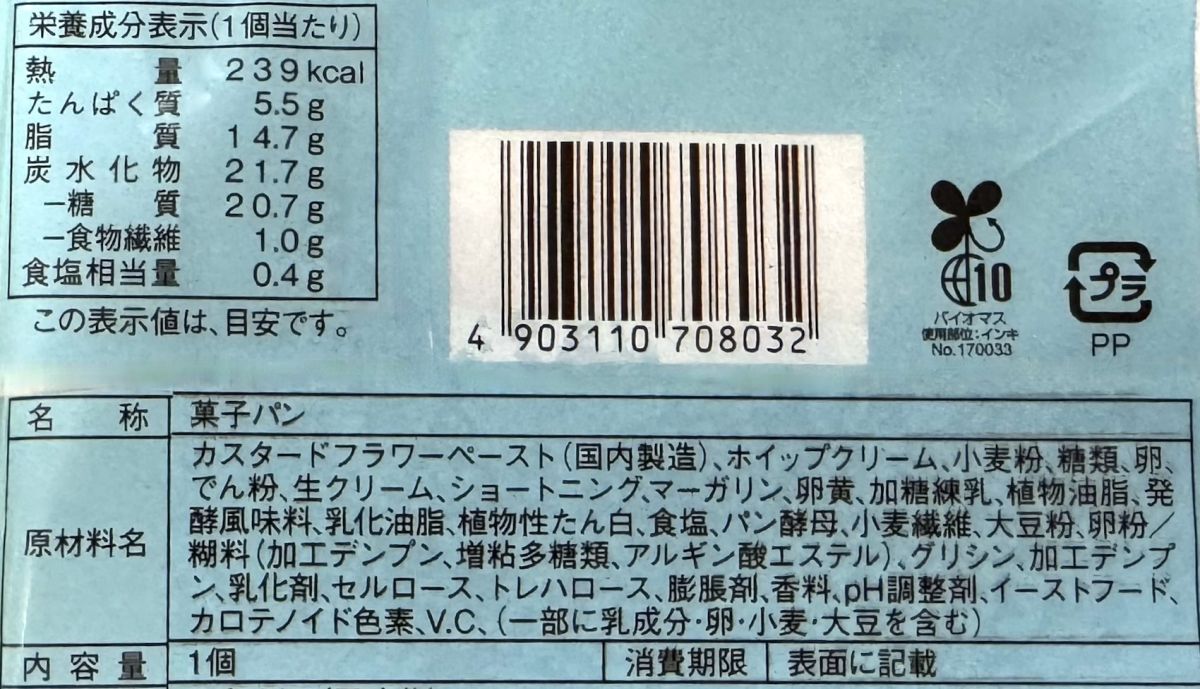 栄養成分表示(1個当たり)
熱量 239kcal
たんぱく質 5.5g
脂質 14.7g
炭水化物 21.7g
－糖質 20.7g
－食物繊維 1.0g
食塩相当量 0.4g
この表示値は、目安です。
4 903110 708032
10
バイオマス
使用部位:インキ
No.170033
プラ
PP
名称 菓子パン
原材料名
カスタードフラワーペースト(国内製造)、ホイップクリーム、小麦粉、糖類、卵、
でん粉、生クリーム、ショートニング、マーガリン、卵黄、加糖練乳、植物油脂、発
酵風味料、乳化油脂、植物性たん白、食塩、パン酵母、小麦繊維、大豆粉、卵粉／
糊料(加工デンプン、増粘多糖類、アルギン酸エステル)、グリシン、加工デンプ
ン、乳化剤、セルロース、トレハロース、膨脹剤、香料、pH調整剤、イーストフード、
カロテノイド色素、V.C、(一部に乳成分・卵・小麦・大豆を含む)
内容量 1個 消費期限 表面に記載